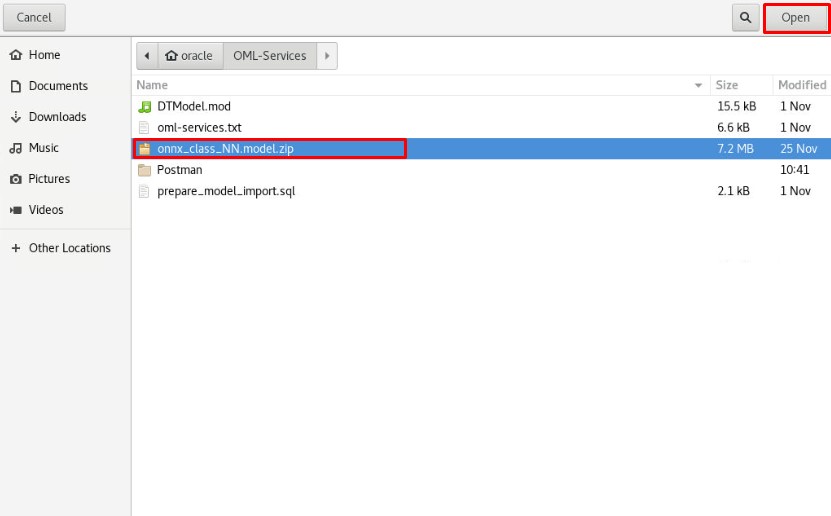 Cancel Open
Home oracle OML-Services
Name Size Modified
Documents
Downloads
Music
Pictures
Videos
Other Locations
DTModel.mod 15.5 kB 1 Nov
oml-services.txt 6.6 kB 1 Nov
onnx_class_NN.model.zip 7.2 MB 25 Nov
Postman 10:41
prepare_model_import.sql 2.1 kB 1 Nov